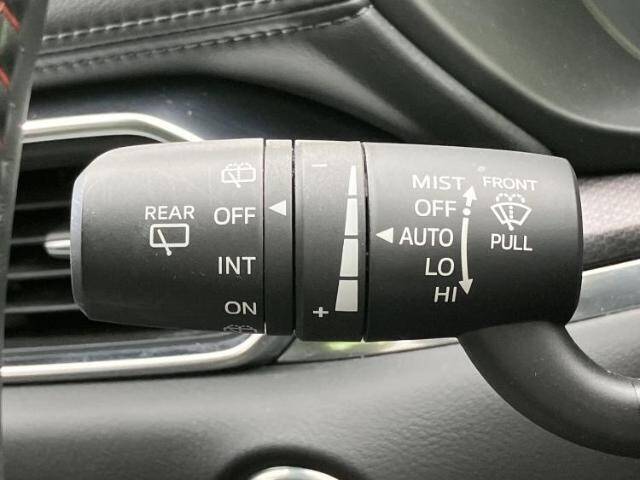 REAR
OFF
INT
ON
−
+
MIST
OFF
AUTO
LO
HI
FRONT
PULL